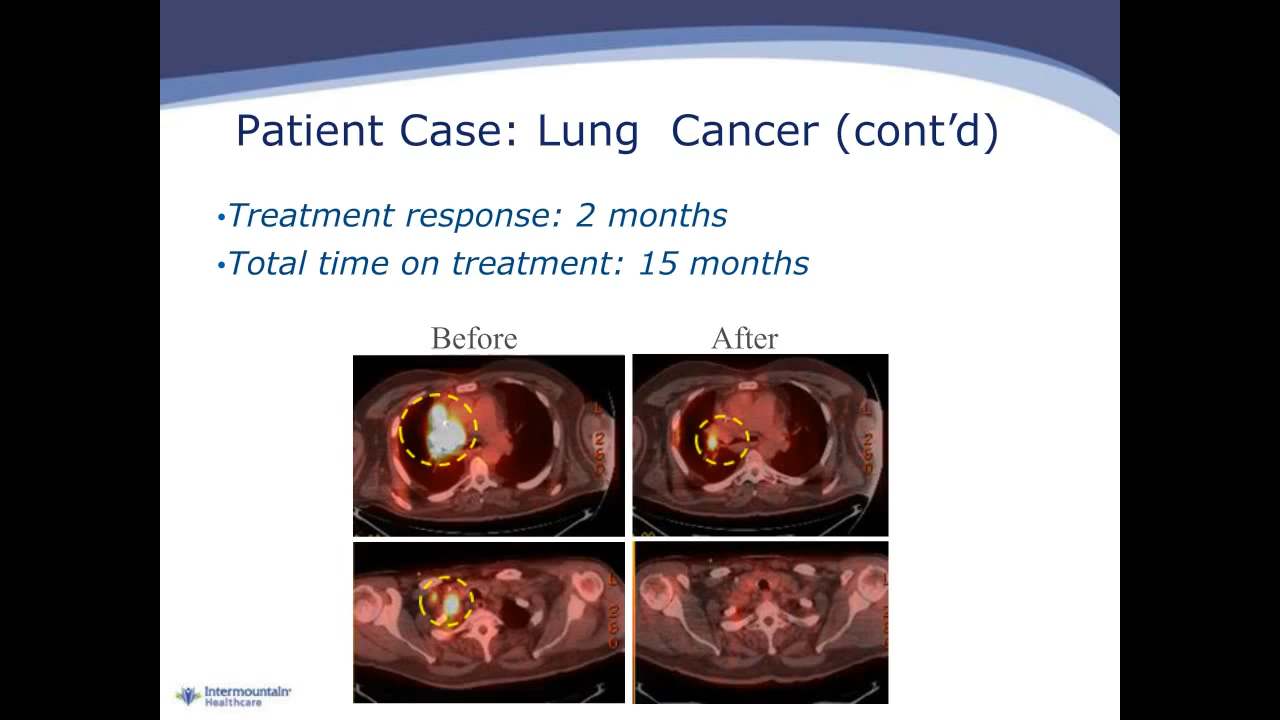 Patient Case: Lung  Cancer (cont’d)
•Treatment response: 2 months
•Total time on treatment: 15 months
Before
After
L
L
L
Intermountain
Healthcare